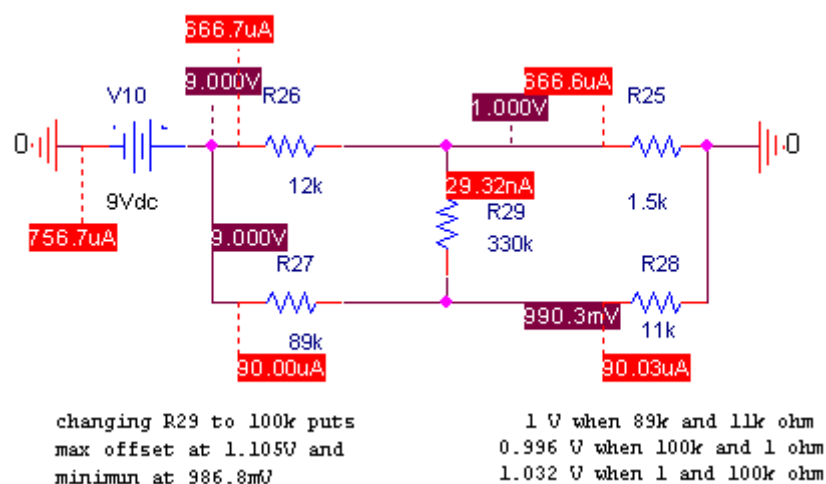 666.7uA
9.000V
V10
R26
1.000V
666.6uA
R25
0
0
12k
29.32nA
R29
330k
1.5k
9Vdc
756.7uA
9.000V
R27
R28
990.3mV
11k
89k
90.00uA
90.03uA
changing R29 to 100k puts
max offset at 1.105V and
minimun at 986.8mV
1 V when 89k and 11k ohm
0.996 V when 100k and 1 ohm
1.032 V when 1 and 100k ohm